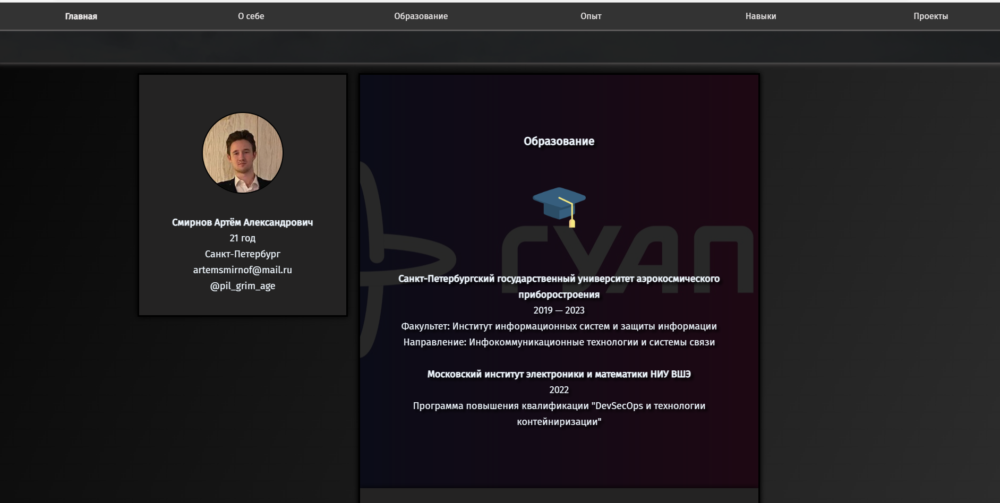 Главная
О себе
Образование
Опыт
Навыки
Проекты
Смирнов Артём Александрович
21 год
Санкт-Петербург
artemsmirnof@mail.ru
@pil_grim_age
Образование
ГУАП
Санкт-Петербургский государственный университет аэрокосмического
приборостроения
2019 — 2023
Факультет: Институт информационных систем и защиты информации
Направление: Инфокоммуникационные технологии и системы связи
Московский институт электроники и математики НИУ ВШЭ
2022
Программа повышения квалификации "DevSecOps и технологии
контейниризации"